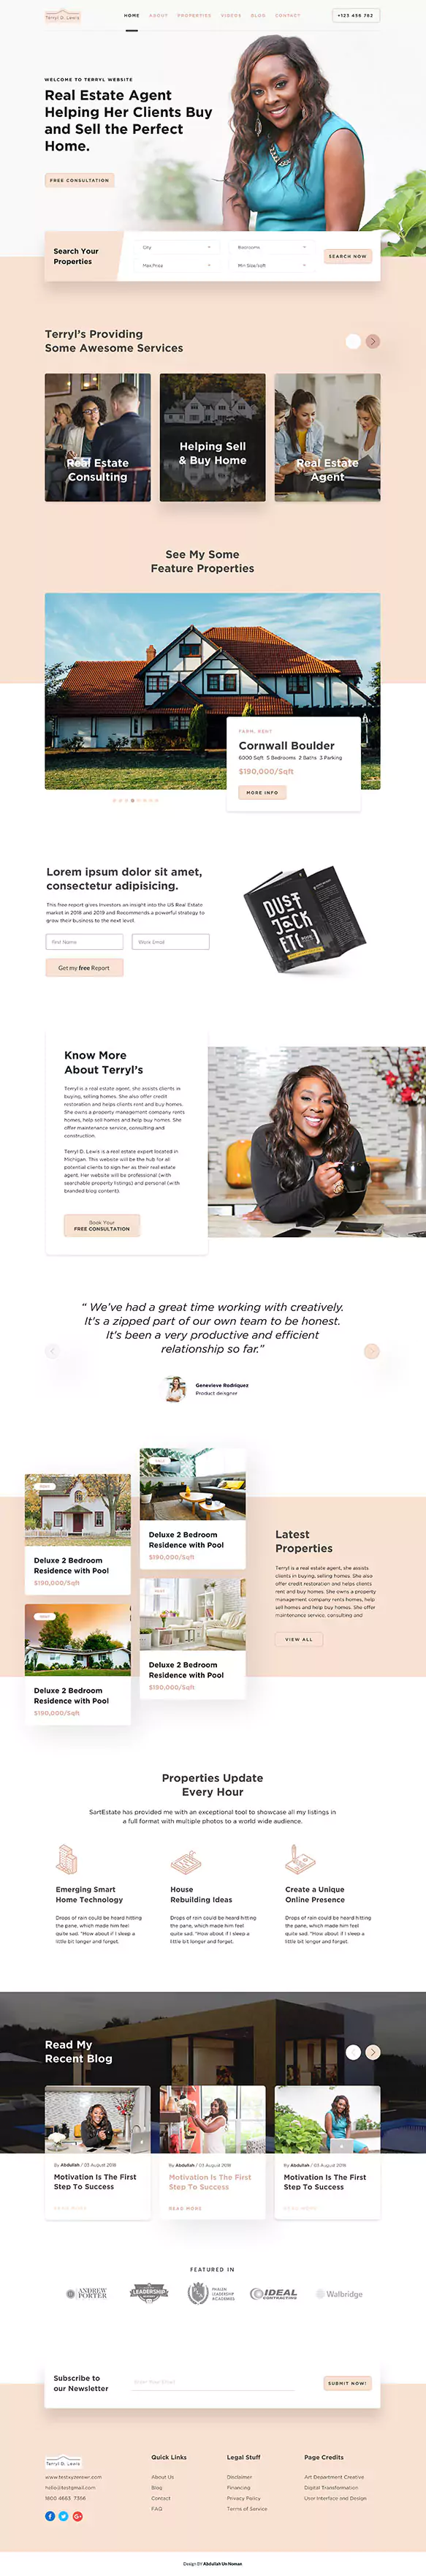 Terryl D. Lewis
HOME ABOUT PROPERTIES VIDEOS BLOG CONTACT
+123 456 782
WELCOME TO TERRYL WEBSITE
Real Estate Agent
Helping Her Clients Buy
and Sell the Perfect
Home.
FREE CONSULTATION
Search Your
Properties
City
Bedrooms
Max.Price
Min Size/sqft
SEARCH NOW
Terryl's Providing
Some Awesome Services
Real Estate
Consulting
Helping Sell
& Buy Home
Real Estate
Agent
See My Some
Feature Properties
FARM, RENT
Cornwall Boulder
6000 Sqft 5 Bedrooms 2 Baths 3 Parking
$190,000/Sqft
MORE INFO
Lorem ipsum dolor sit amet,
consectetur adipisicing.
This free report gives Investors an insight into the US Real Estate
market in 2018 and 2019 and Recommends a powerful strategy to
grow their business to the next level.
First Name
Work Email
Get my free Report
DUST
JACK
ETC
Know More
About Terryl's
Terryl is a real estate agent, she assists clients in
buying, selling homes. She also offer credit
restoration and helps clients rent and buy homes.
She owns a property management company rents
homes, help sell homes and help buy homes. She
offer maintenance service, consulting and
construction.
Terryl D. Lewis is a real estate expert located in
Michigan. This website will be the hub for all
potential clients to sign her as their real estate
agent. Her website will be professional (with
searchable property listings) and personal (with
branded blog content).
Book Your
FREE CONSULTATION
“ We've had a great time working with creatively.
It's a zipped part of our own team to be honest.
It's been a very productive and efficient
relationship so far.”
Genevieve Rodriquez
Product designer
RENT
Deluxe 2 Bedroom
Residence with Pool
$190,000/Sqft
SALE
Deluxe 2 Bedroom
Residence with Pool
$190,000/Sqft
RENT
Deluxe 2 Bedroom
Residence with Pool
$190,000/Sqft
RENT
Deluxe 2 Bedroom
Residence with Pool
$190,000/Sqft
Latest
Properties
Terryl is a real estate agent, she assists
clients in buying, selling homes. She also
offer credit restoration and helps clients
rent and buy homes. She owns a property
management company rents homes, help
sell homes and help buy homes. She offer
maintenance service, consulting and
VIEW ALL
Properties Update
Every Hour
SartEstate has provided me with an exceptional tool to showcase all my listings in
a full format with multiple photos to a world wide audience.
Emerging Smart
Home Technology
Drops of rain could be heard hitting
the pane, which made him feel
quite sad. "How about if I sleep a
little bit longer and forget.
House
Rebuilding Ideas
Drops of rain could be heard hitting
the pane, which made him feel
quite sad. "How about if I sleep a
little bit longer and forget.
Create a Unique
Online Presence
Drops of rain could be heard hitting
the pane, which made him feel
quite sad. "How about if I sleep a
little bit longer and forget.
Read My
Recent Blog
By Abdullah / 03 August 2018
Motivation Is The First
Step To Success
READ MORE
By Abdullah / 03 August 2018
Motivation Is The First
Step To Success
READ MORE
By Abdullah / 03 August 2018
Motivation Is The First
Step To Success
READ MORE
FEATURED IN
ANDREW
PORTER
LEADERSHIP
PHALEN
LEADERSHIP
ACADEMIES
IDEAL
CONTRACTING
Walbridge
Subscribe to
our Newsletter
Enter Your Email
SUBMIT NOW!
Terryl D. Lewis
hello@testgmail.com
1800 4663 7356
Quick Links
About Us
Blog
Contact
FAQ
Legal Stuff
Disclaimer
Financing
Privacy Policy
Terms of Service
Page Credits
Art Department Creative
Digital Transformation
User Interface and Design
Design BY Abdullah Un Noman